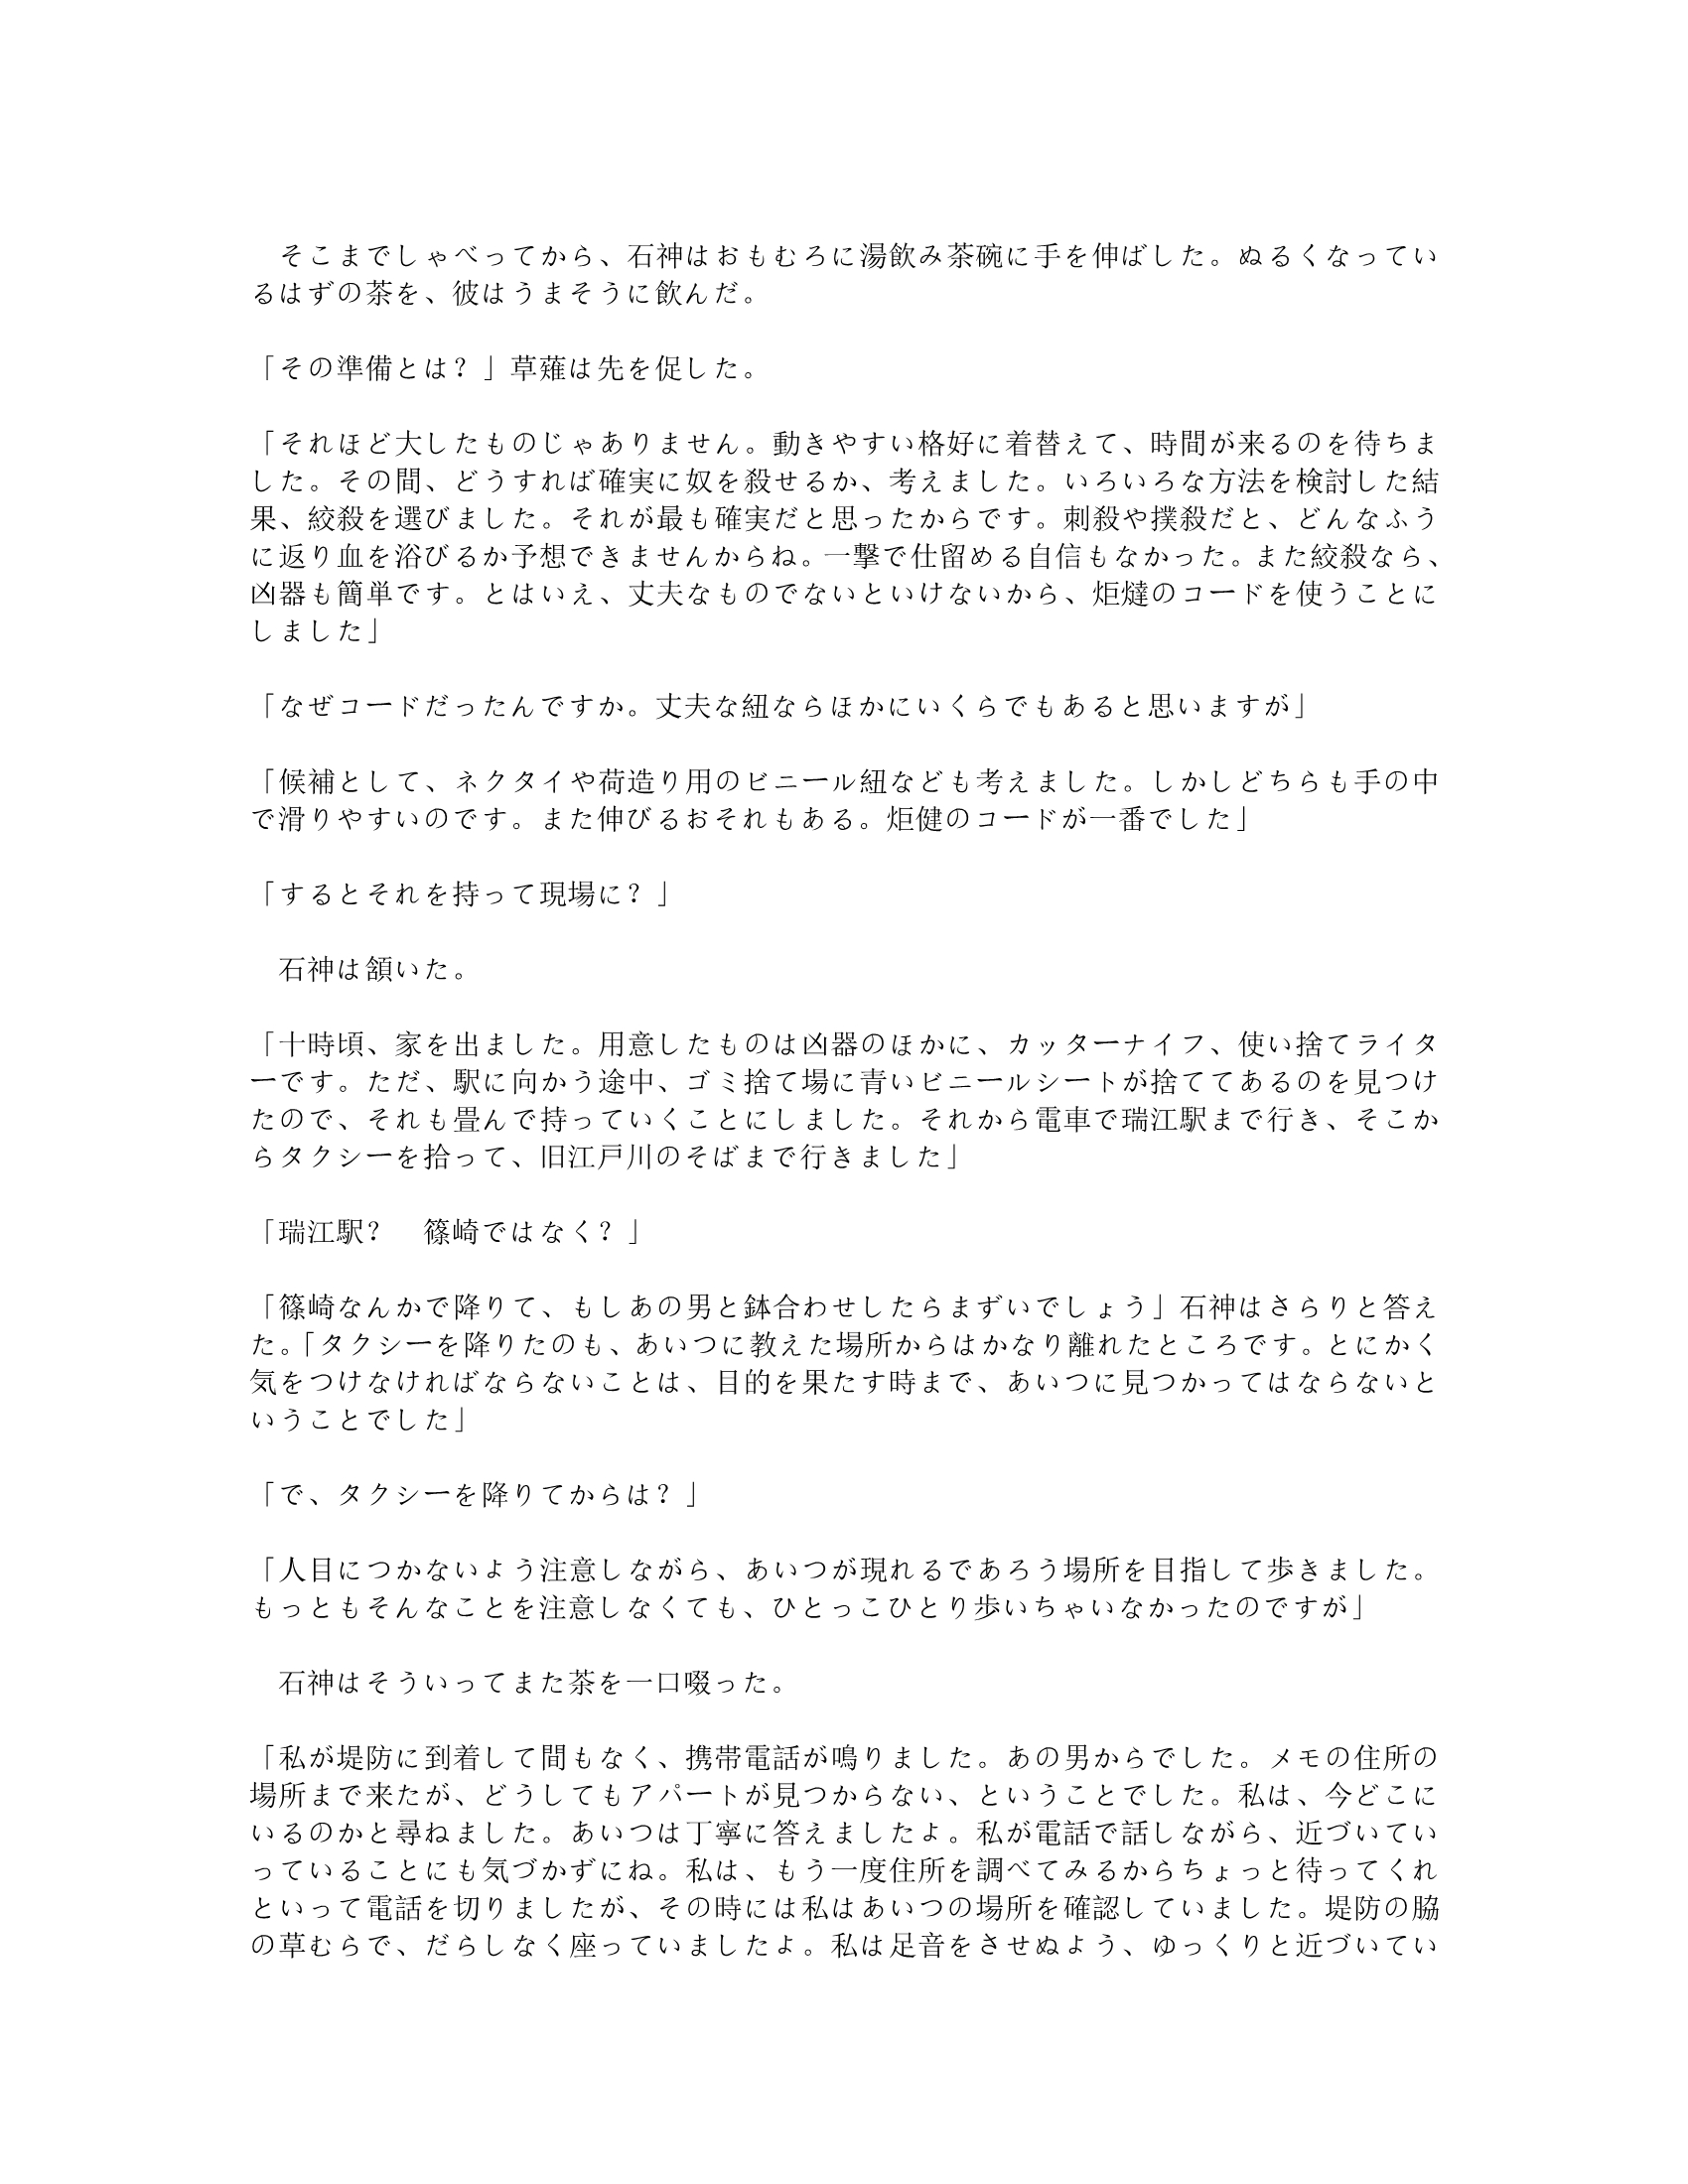 そこまでしゃべってから、石神はおもむろに湯飲み茶碗に手を伸ばした。ぬるくなってい
るはずの茶を、彼はうまそうに飲んだ。
「その準備とは？」草薙は先を促した。
「それほど大したものじゃありません。動きやすい格好に着替えて、時間が来るのを待ちま
した。その間、どうすれば確実に奴を殺せるか、考えました。いろいろな方法を検討した結
果、絞殺を選びました。それが最も確実だと思ったからです。刺殺や撲殺だと、どんなふう
に返り血を浴びるか予想できませんからね。一撃で仕留める自信もなかった。また絞殺なら、
凶器も簡単です。とはいえ、丈夫なものでないといけないから、炬燵のコードを使うことに
しました」
「なぜコードだったんですか。丈夫な紐ならほかにいくらでもあると思いますが」
「候補として、ネクタイや荷造り用のビニール紐なども考えました。しかしどちらも手の中
で滑りやすいのです。また伸びるおそれもある。炬健のコードが一番でした」
「するとそれを持って現場に？」
　石神は頷いた。
「十時頃、家を出ました。用意したものは凶器のほかに、カッターナイフ、使い捨てライタ
ーです。ただ、駅に向かう途中、ゴミ捨て場に青いビニールシートが捨ててあるのを見つけ
たので、それも畳んで持っていくことにしました。それから電車で瑞江駅まで行き、そこか
らタクシーを拾って、旧江戸川のそばまで行きました」
「瑞江駅？　篠崎ではなく？」
「篠崎なんかで降りて、もしあの男と鉢合わせしたらまずいでしょう」石神はさらりと答え
た。「タクシーを降りたのも、あいつに教えた場所からはかなり離れたところです。とにかく
気をつけなければならないことは、目的を果たす時まで、あいつに見つかってはならないと
いうことでした」
「で、タクシーを降りてからは？」
「人目につかないよう注意しながら、あいつが現れるであろう場所を目指して歩きました。
もっともそんなことを注意しなくても、ひとっこひとり歩いちゃいなかったのですが」
　石神はそういってまた茶を一口啜った。
「私が堤防に到着して間もなく、携帯電話が鳴りました。あの男からでした。メモの住所の
場所まで来たが、どうしてもアパートが見つからない、ということでした。私は、今どこに
いるのかと尋ねました。あいつは丁寧に答えましたよ。私が電話で話しながら、近づいてい
っていることにも気づかずにね。私は、もう一度住所を調べてみるからちょっと待ってくれ
といって電話を切りましたが、その時には私はあいつの場所を確認していました。堤防の脇
の草むらで、だらしなく座っていましたよ。私は足音をさせぬよう、ゆっくりと近づいてい